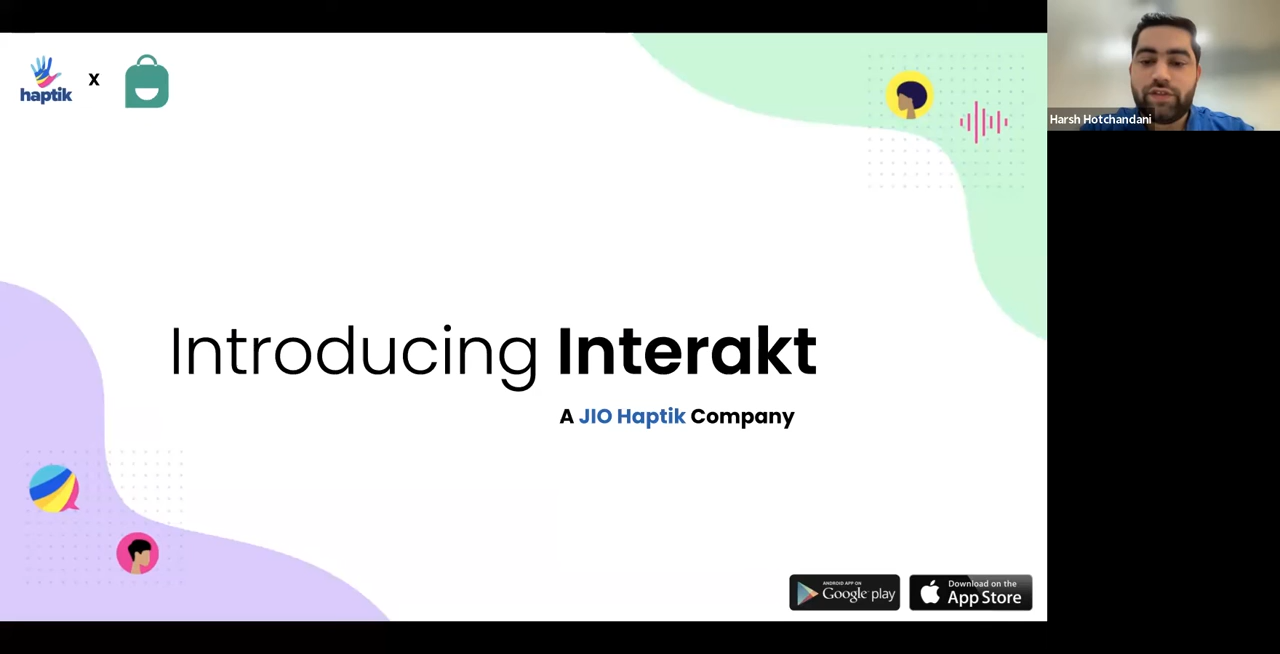 haptik
X
Harsh Hotchandani
Introducing Interakt
A JIO Haptik Company
ANDROID APP ON
Google play
Download on the
App Store